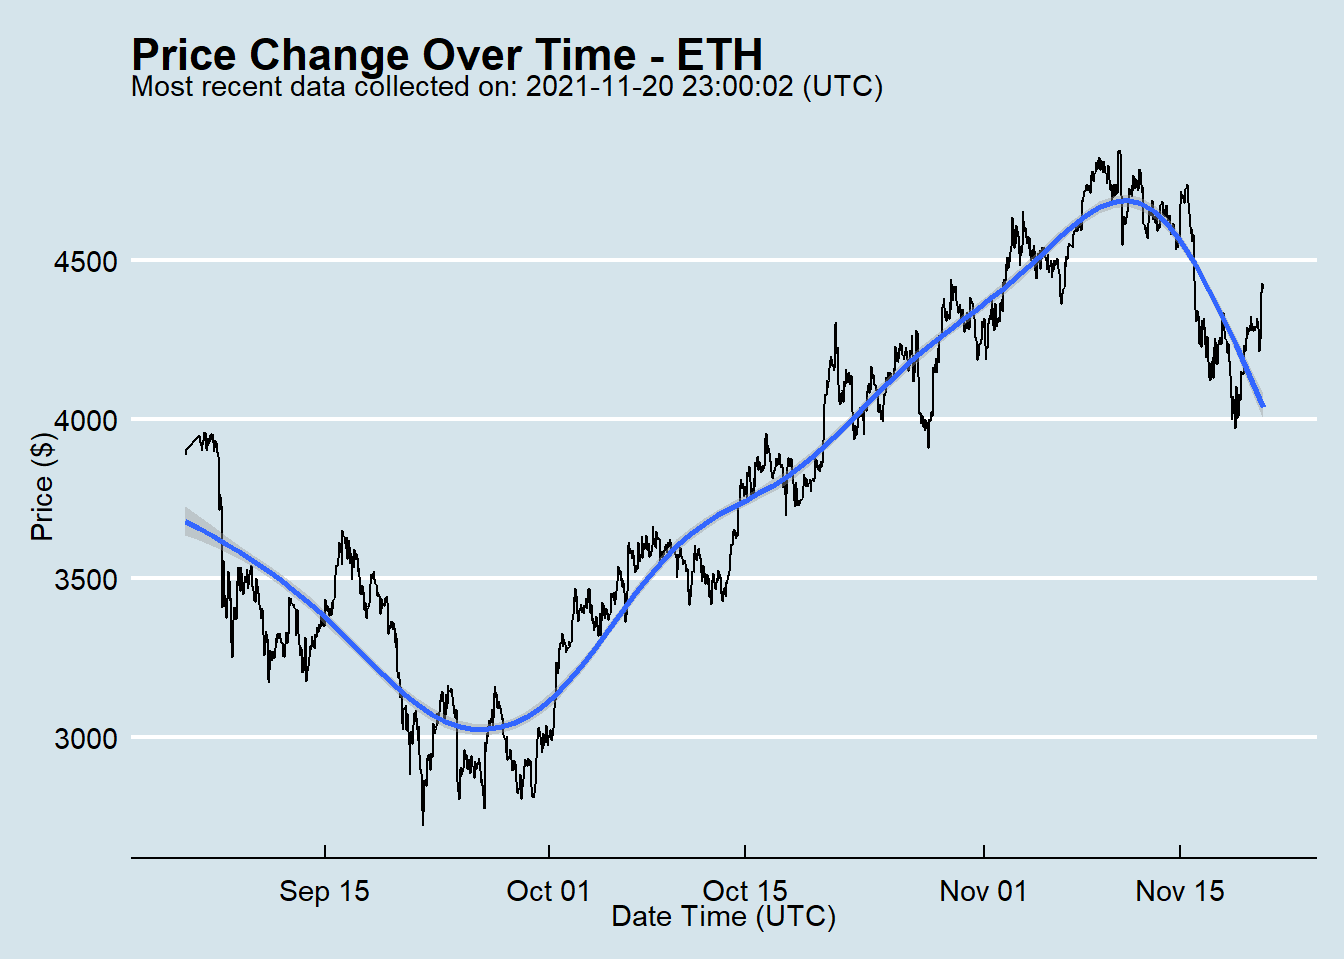 Price Change Over Time - ETH
Most recent data collected on: 2021-11-20 23:00:02 (UTC)
Price ($)
4500
4000
3500
3000
Sep 15 Oct 01 Oct 15 Nov 01 Nov 15
Date Time (UTC)